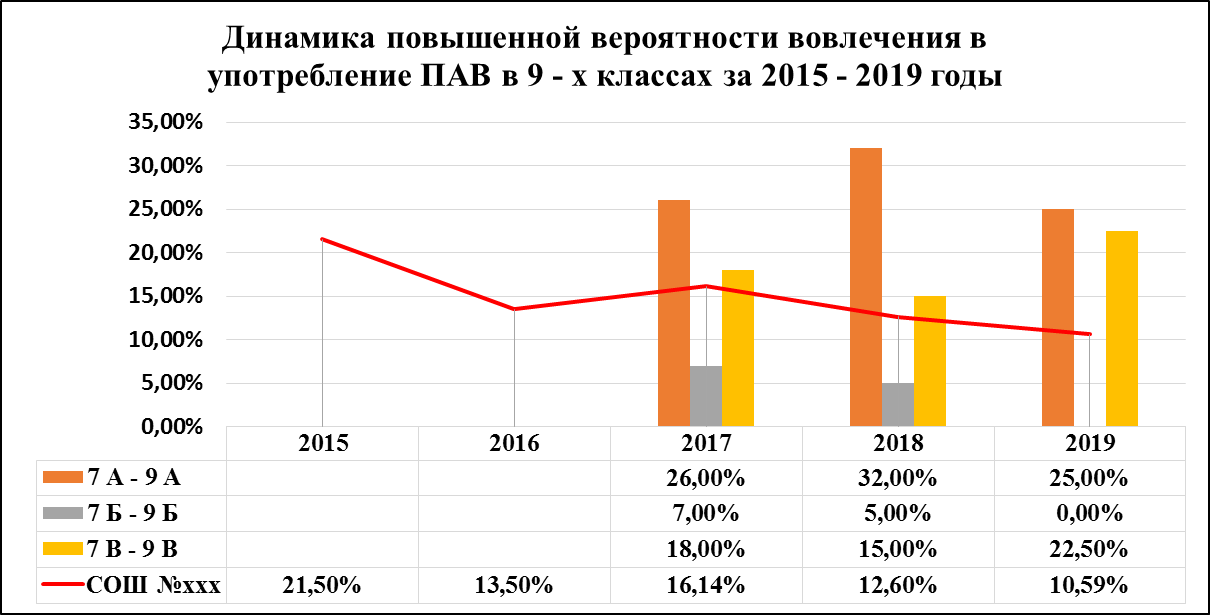 Динамика повышенной вероятности вовлечения в
употребление ПАВ в 9 - х классах за 2015 - 2019 годы
35,00%
30,00%
25,00%
20,00%
15,00%
10,00%
5,00%
0,00%
2015 2016 2017 2018 2019
7 А - 9 А 26,00% 32,00% 25,00%
7 Б - 9 Б 7,00% 5,00% 0,00%
7 В - 9 В 18,00% 15,00% 22,50%
СОШ №xxx 21,50% 13,50% 16,14% 12,60% 10,59%